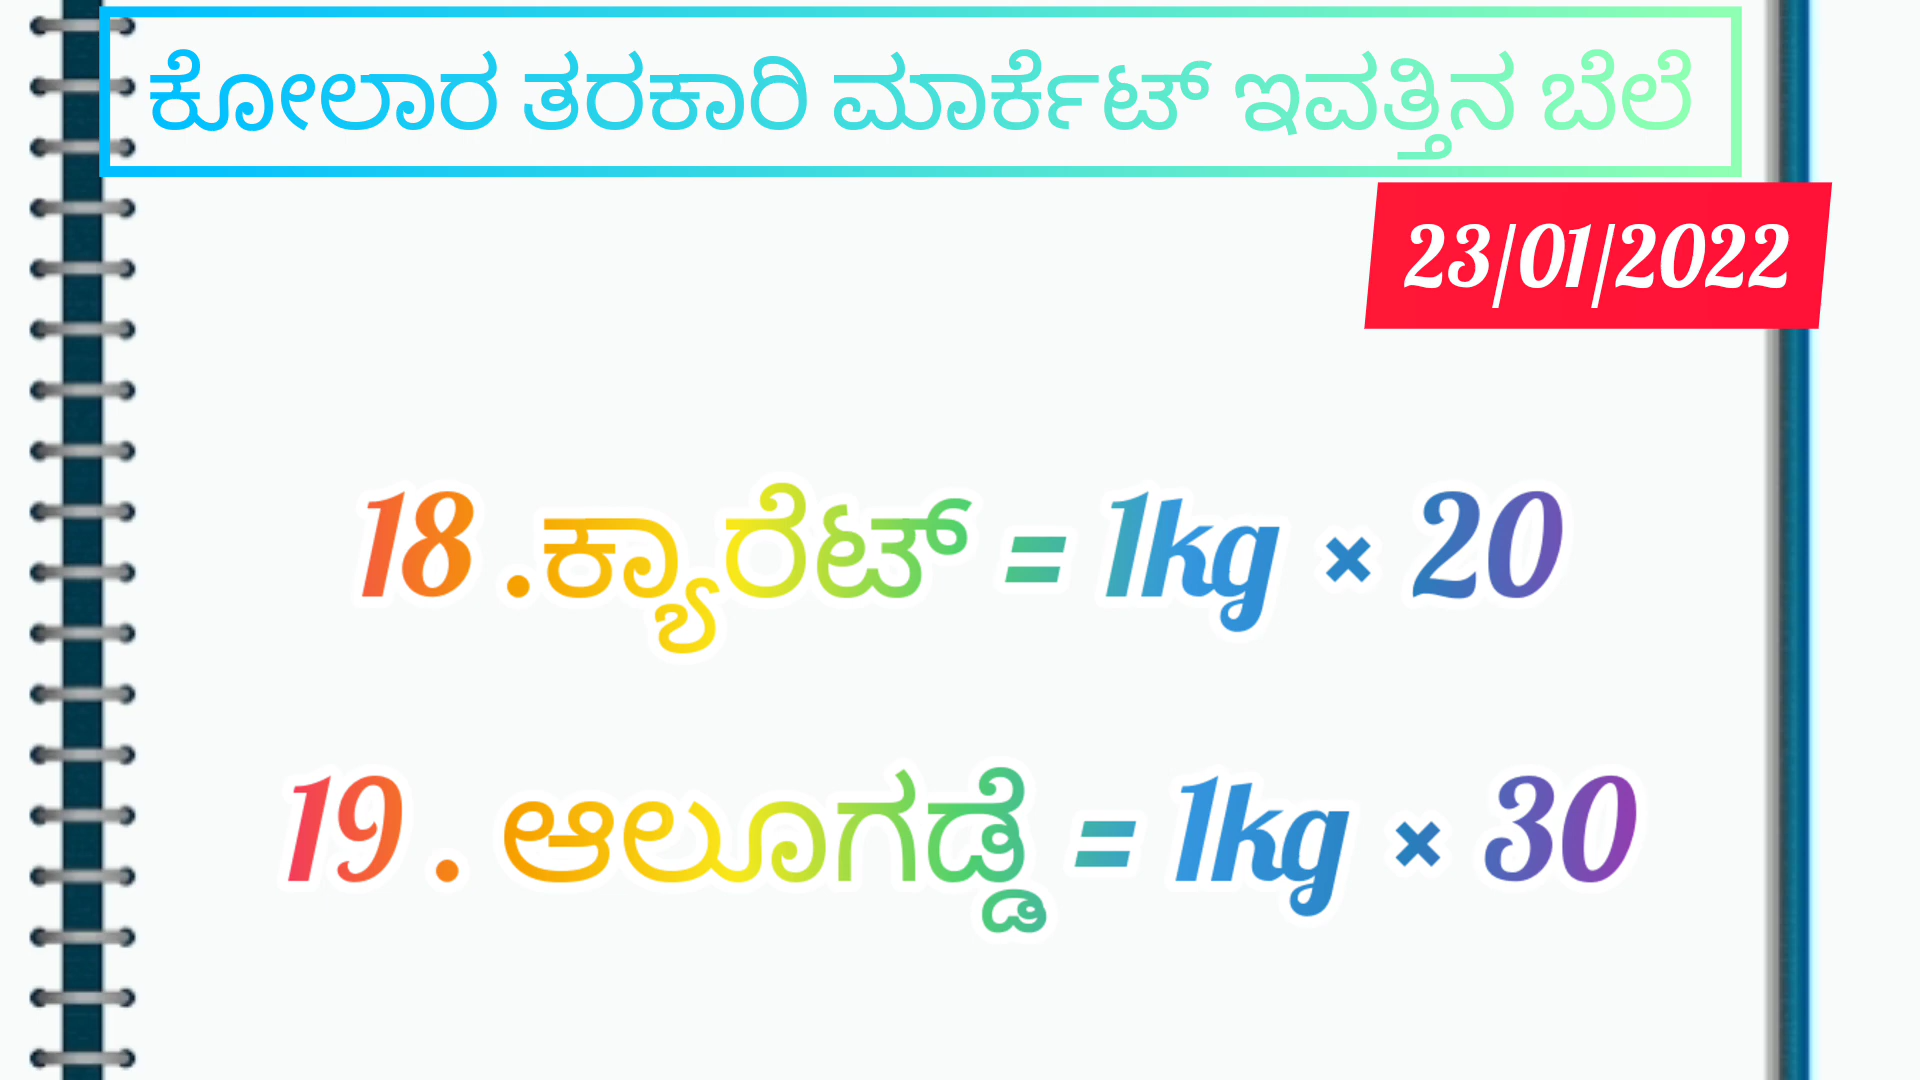 ಕೋಲಾರ ತರಕಾರಿ ಮಾರ್ಕೆಟ್ ಇವತ್ತಿನ ಬೆಲೆ
23/01/2022
18 .ಕ್ಯಾರೆಟ್ = 1kg × 20
19 . ಆಲೂಗಡ್ಡೆ = 1kg × 30